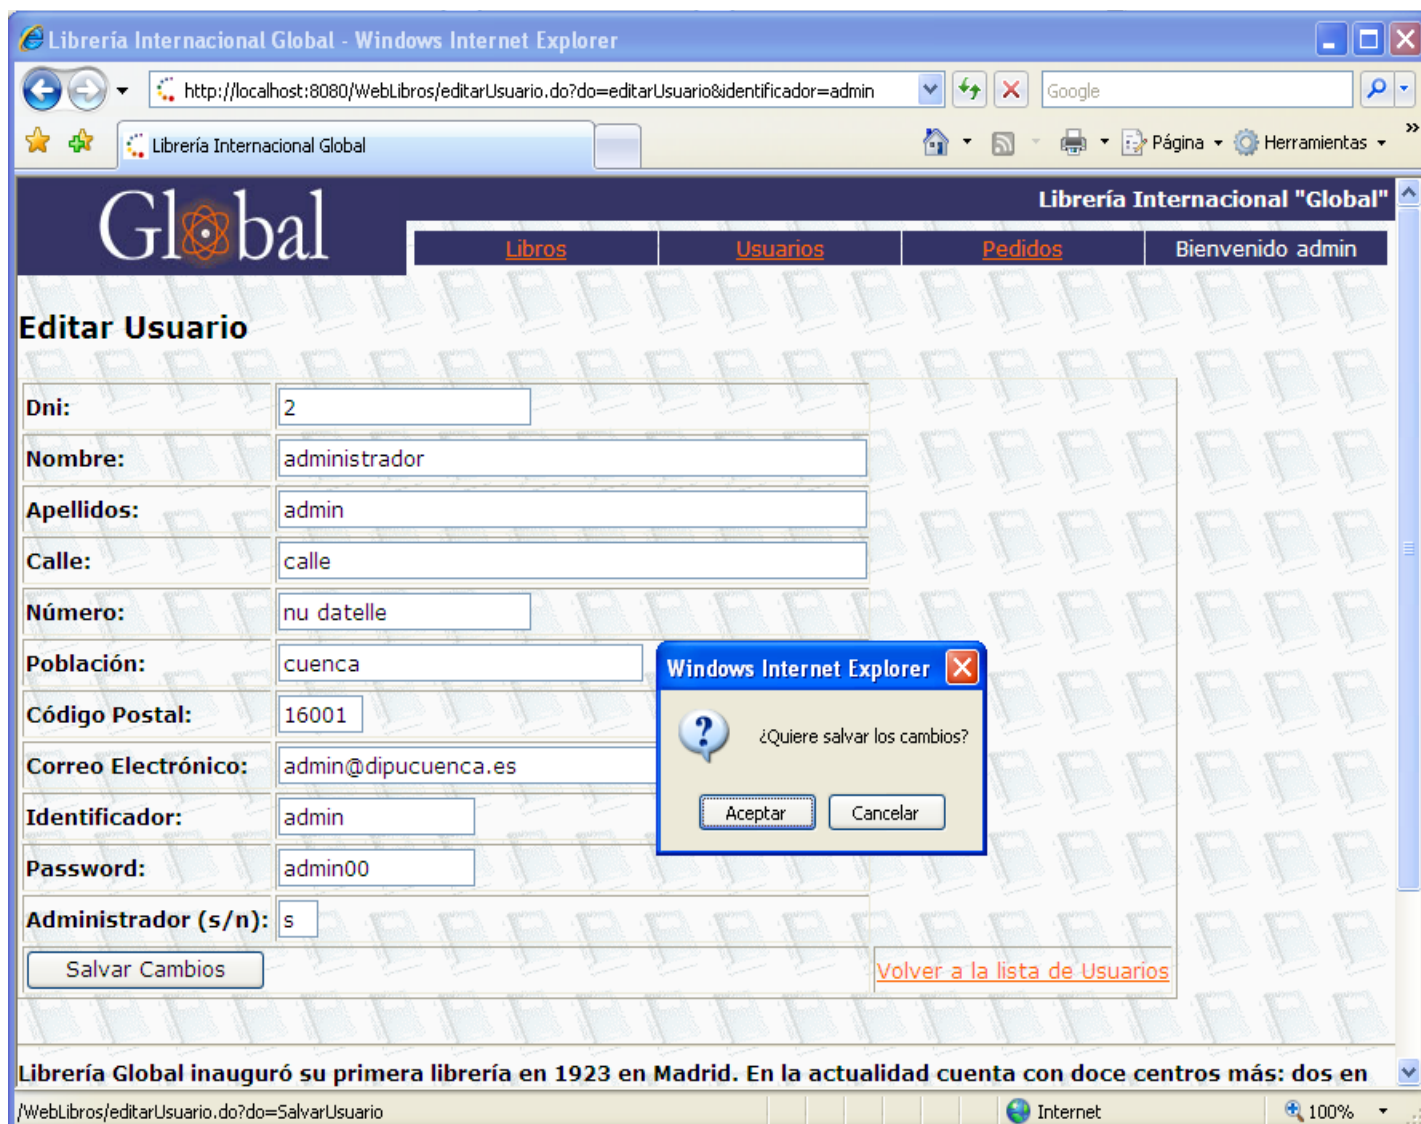 Librería Internacional Global - Windows Internet Explorer
http://localhost:8080/WebLibros/editarUsuario.do?do=editarUsuario&identificador=admin
Google
Librería Internacional Global
Página
Herramientas
»
Global
Librería Internacional "Global"
Libros
Usuarios
Pedidos
Bienvenido admin
Editar Usuario
Dni: 2
Nombre: administrador
Apellidos: admin
Calle: calle
Número: nu datelle
Población: cuenca
Código Postal: 16001
Correo Electrónico: admin@dipucuenca.es
Identificador: admin
Password: admin00
Administrador (s/n): s
Salvar Cambios
Volver a la lista de Usuarios
Windows Internet Explorer
¿Quiere salvar los cambios?
Aceptar
Cancelar
Librería Global inauguró su primera librería en 1923 en Madrid. En la actualidad cuenta con doce centros más: dos en
/WebLibros/editarUsuario.do?do=SalvarUsuario
Internet
100%